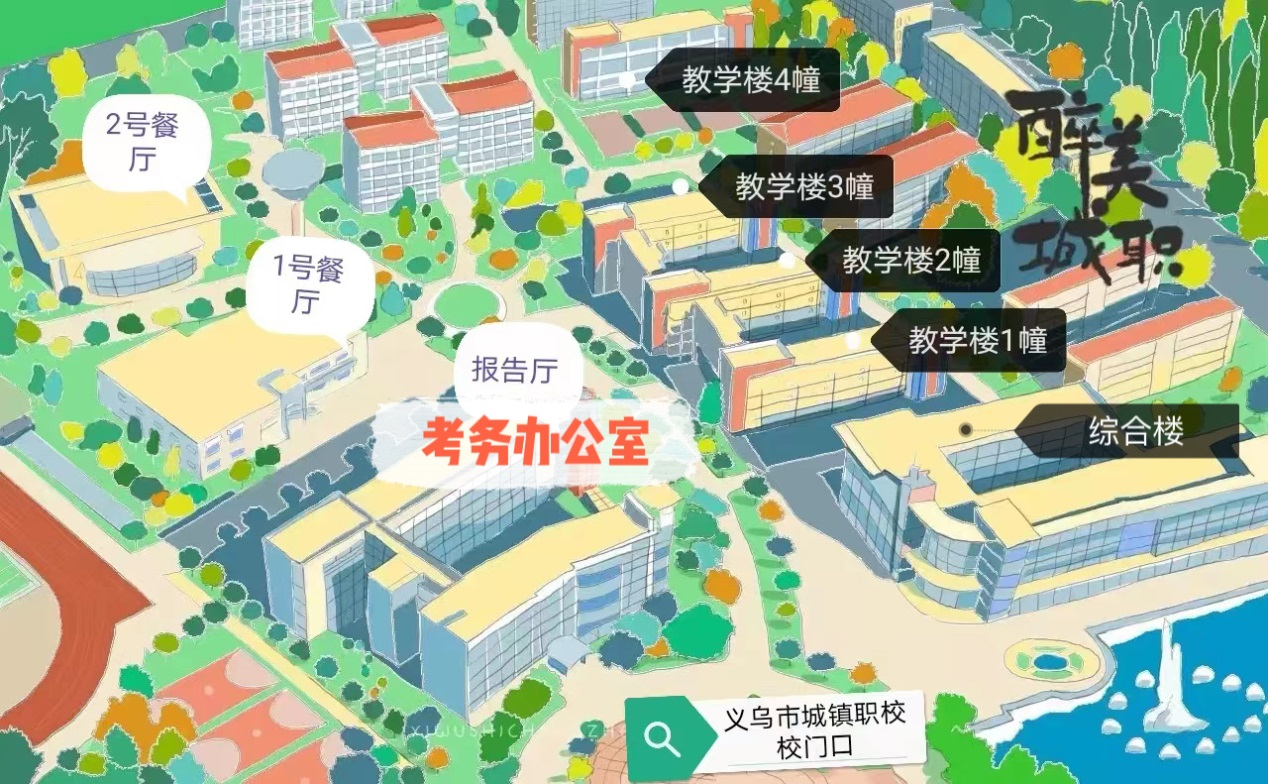 教学楼4幢
2号餐
厅
教学楼3幢
醉美
城职
教学楼2幢
1号餐
厅
教学楼1幢
报告厅
考务办公室
综合楼
义乌市城镇职校
校门口